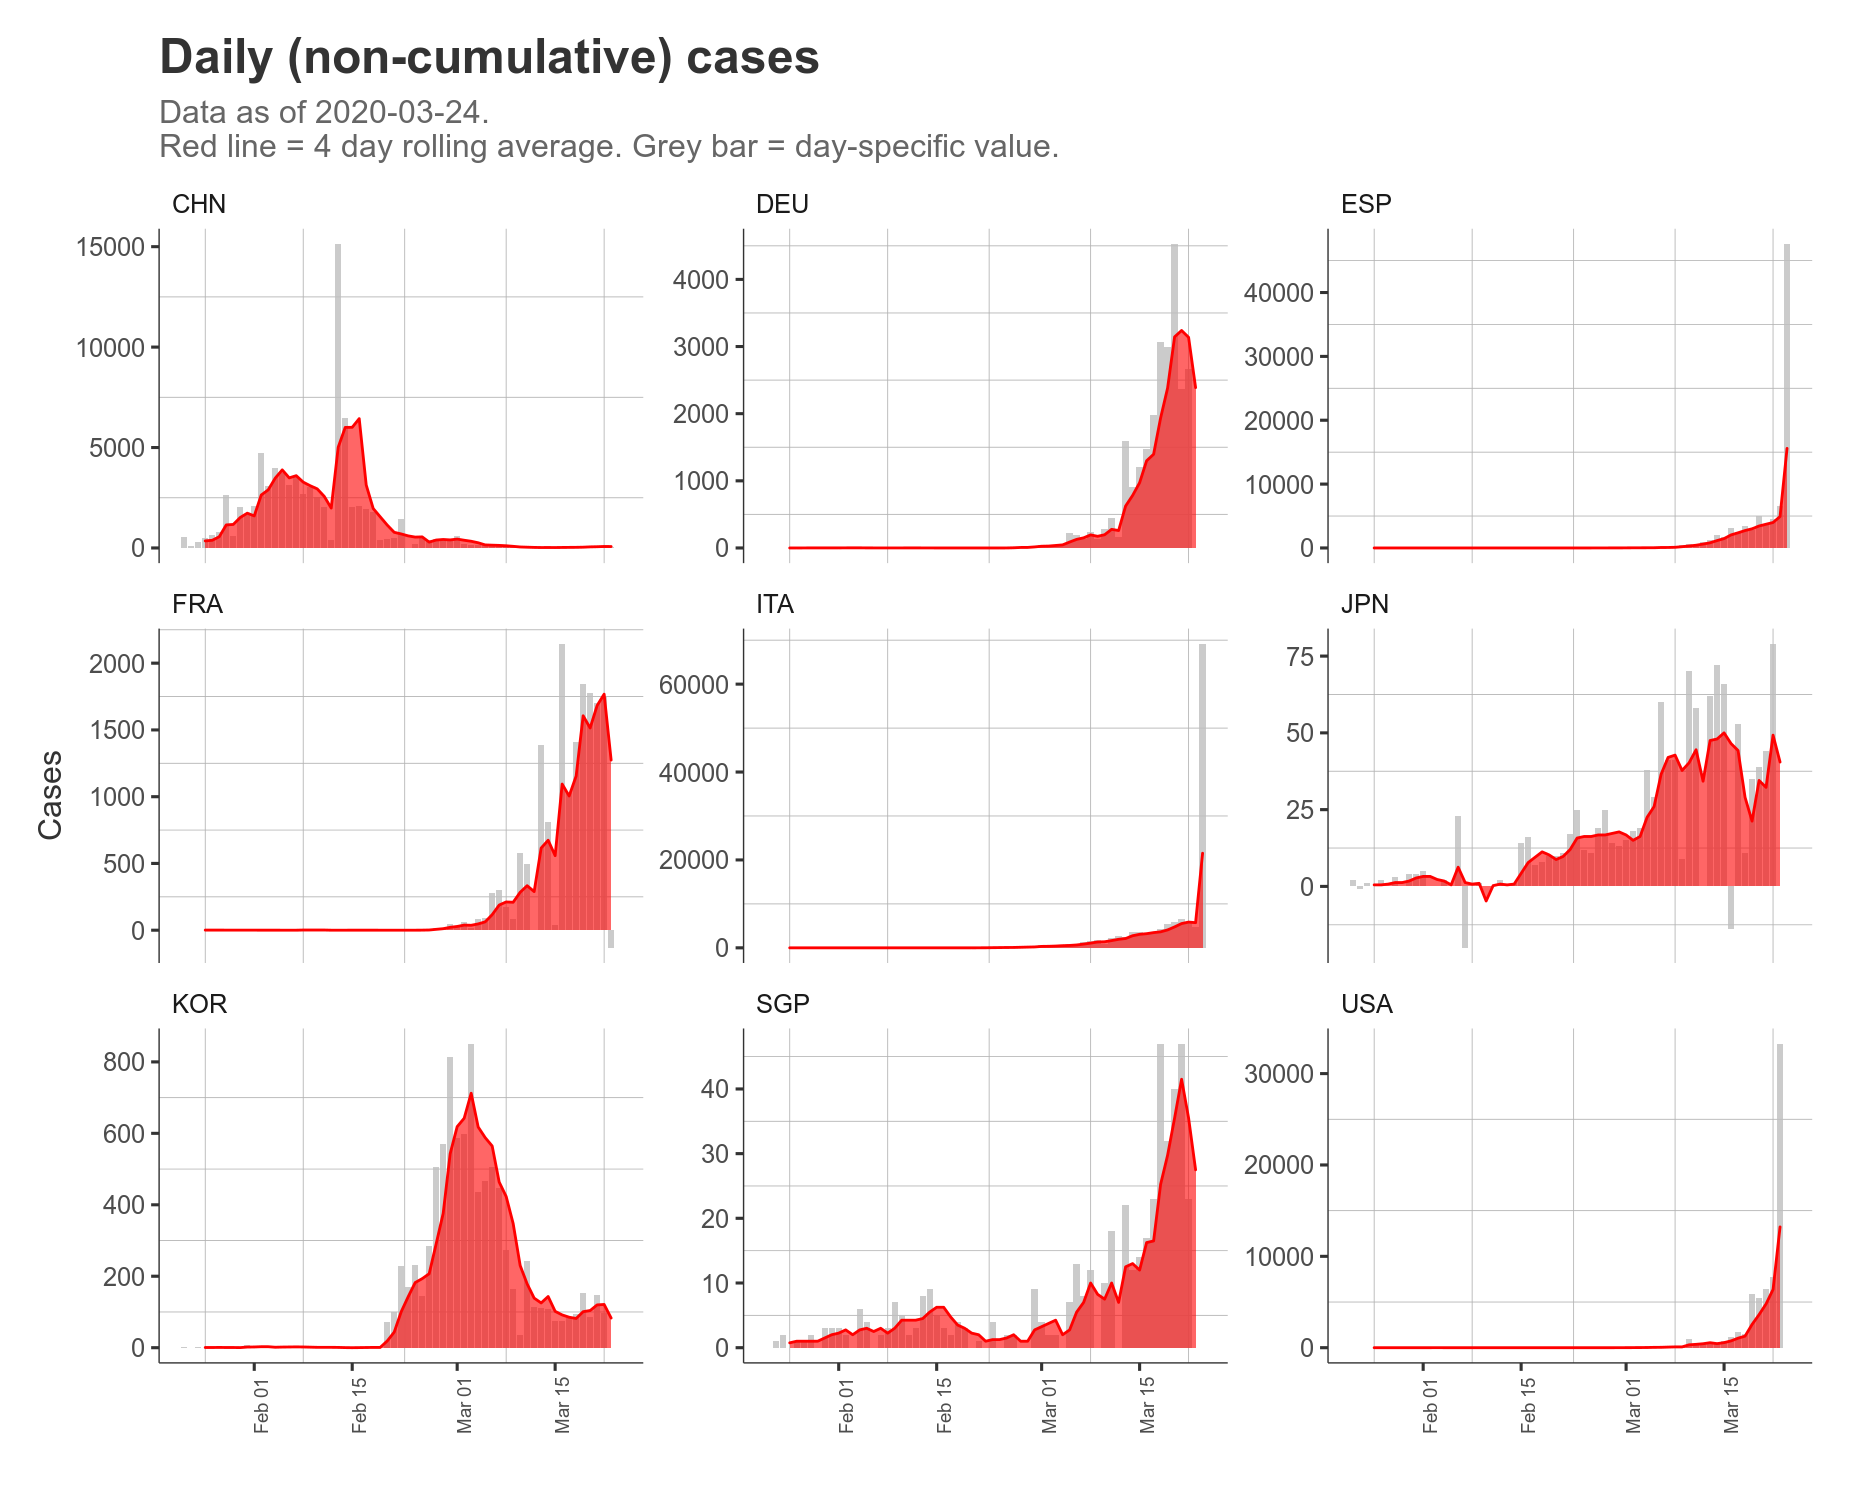 Daily (non-cumulative) cases
Data as of 2020-03-24.
Red line = 4 day rolling average. Grey bar = day-specific value.
CHN
DEU
ESP
15000
10000
5000
0
4000
3000
2000
1000
0
40000
30000
20000
10000
0
FRA
ITA
JPN
Cases
2000
1500
1000
500
0
60000
40000
20000
0
75
50
25
0
KOR
SGP
USA
800
600
400
200
0
40
30
20
10
0
30000
20000
10000
0
Feb 01
Feb 15
Mar 01
Mar 15
Feb 01
Feb 15
Mar 01
Mar 15
Feb 01
Feb 15
Mar 01
Mar 15